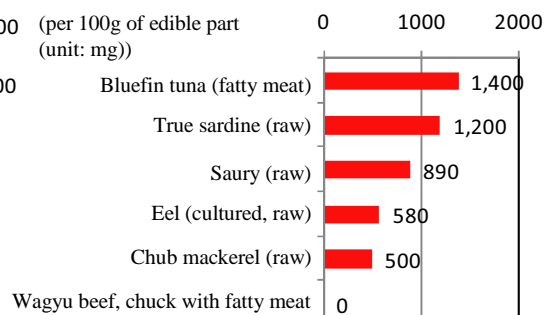 00 (per 100g of edible part
(unit: mg))
00
0 1000 2000
Bluefin tuna (fatty meat) 1,400
True sardine (raw) 1,200
Saury (raw) 890
Eel (cultured, raw) 580
Chub mackerel (raw) 500
Wagyu beef, chuck with fatty meat 0